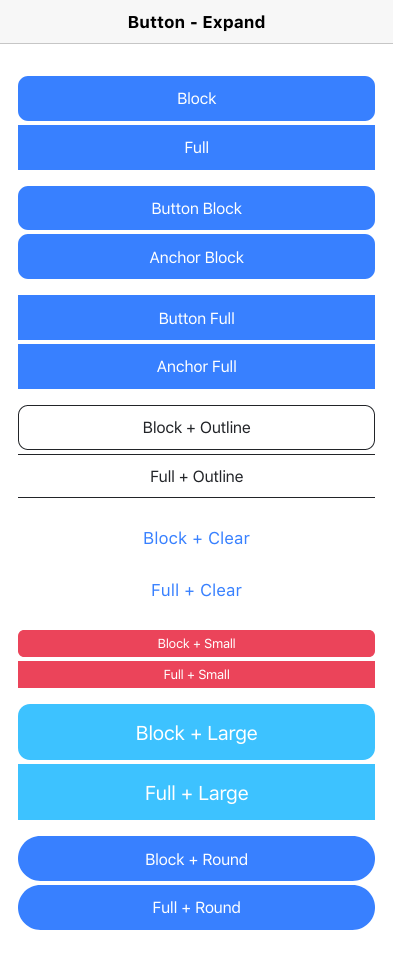 Button - Expand
Block
Full
Button Block
Anchor Block
Button Full
Anchor Full
Block + Outline
Full + Outline
Block + Clear
Full + Clear
Block + Small
Full + Small
Block + Large
Full + Large
Block + Round
Full + Round